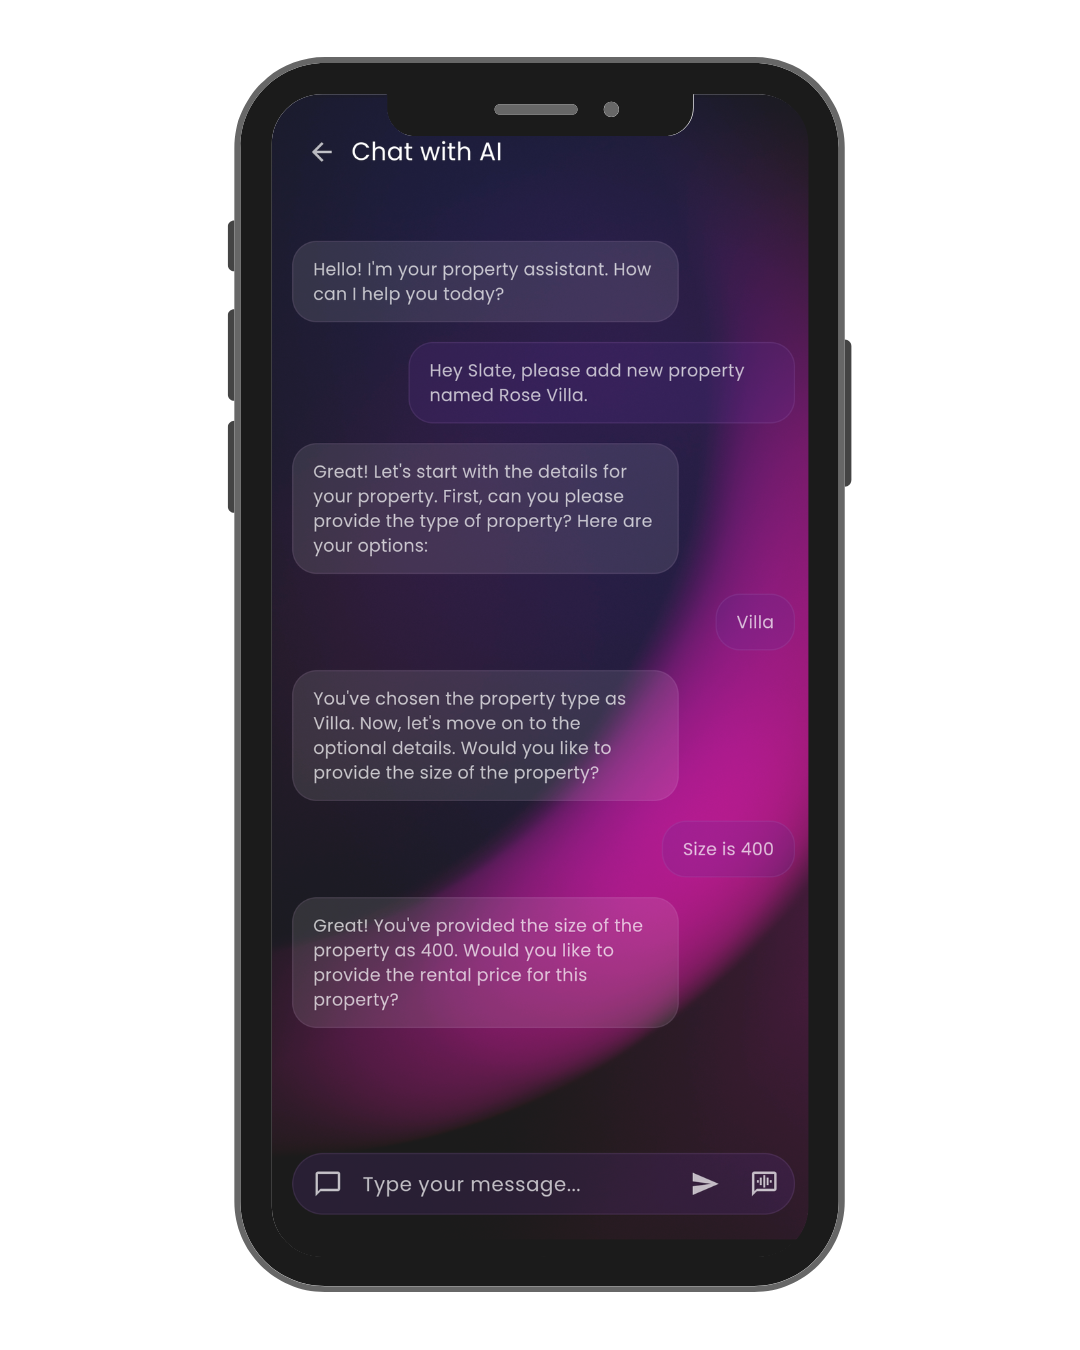 Chat with AI
Hello! I'm your property assistant. How
can I help you today?
Hey Slate, please add new property
named Rose Villa.
Great! Let's start with the details for
your property. First, can you please
provide the type of property? Here are
your options:
Villa
You've chosen the property type as
Villa. Now, let's move on to the
optional details. Would you like to
provide the size of the property?
Size is 400
Great! You've provided the size of the
property as 400. Would you like to
provide the rental price for this
property?
Type your message...